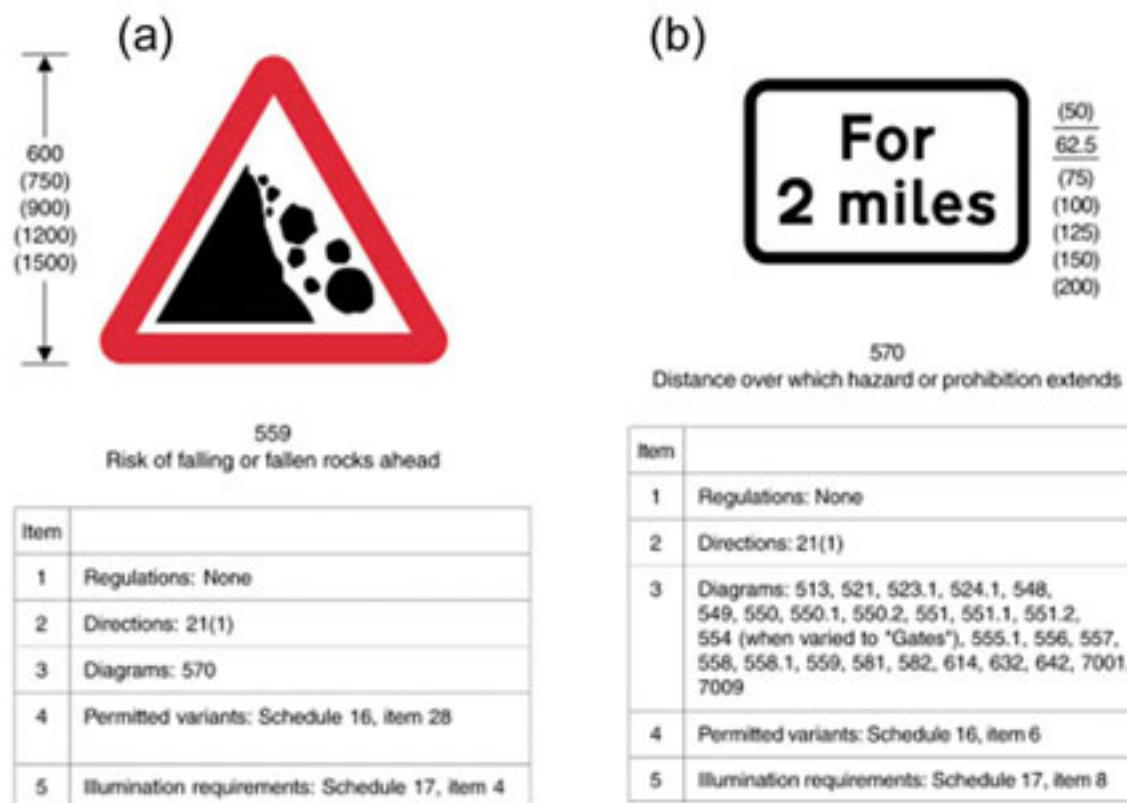 (a)
600
(750)
(900)
(1200)
(1500)
559
Risk of falling or fallen rocks ahead
Item
1 Regulations: None
2 Directions: 21(1)
3 Diagrams: 570
4 Permitted variants: Schedule 16, item 28
5 Illumination requirements: Schedule 17, item 4
(b)
For
2 miles
(50)
62.5
(75)
(100)
(125)
(150)
(200)
570
Distance over which hazard or prohibition extends
Item
1 Regulations: None
2 Directions: 21(1)
3 Diagrams: 513, 521, 523.1, 524.1, 548,
549, 550, 550.1, 550.2, 551, 551.1, 551.2,
554 (when varied to "Gates"), 555.1, 556, 557,
558, 558.1, 559, 581, 582, 614, 632, 642, 7001,
7009
4 Permitted variants: Schedule 16, item 6
5 Illumination requirements: Schedule 17, item 8